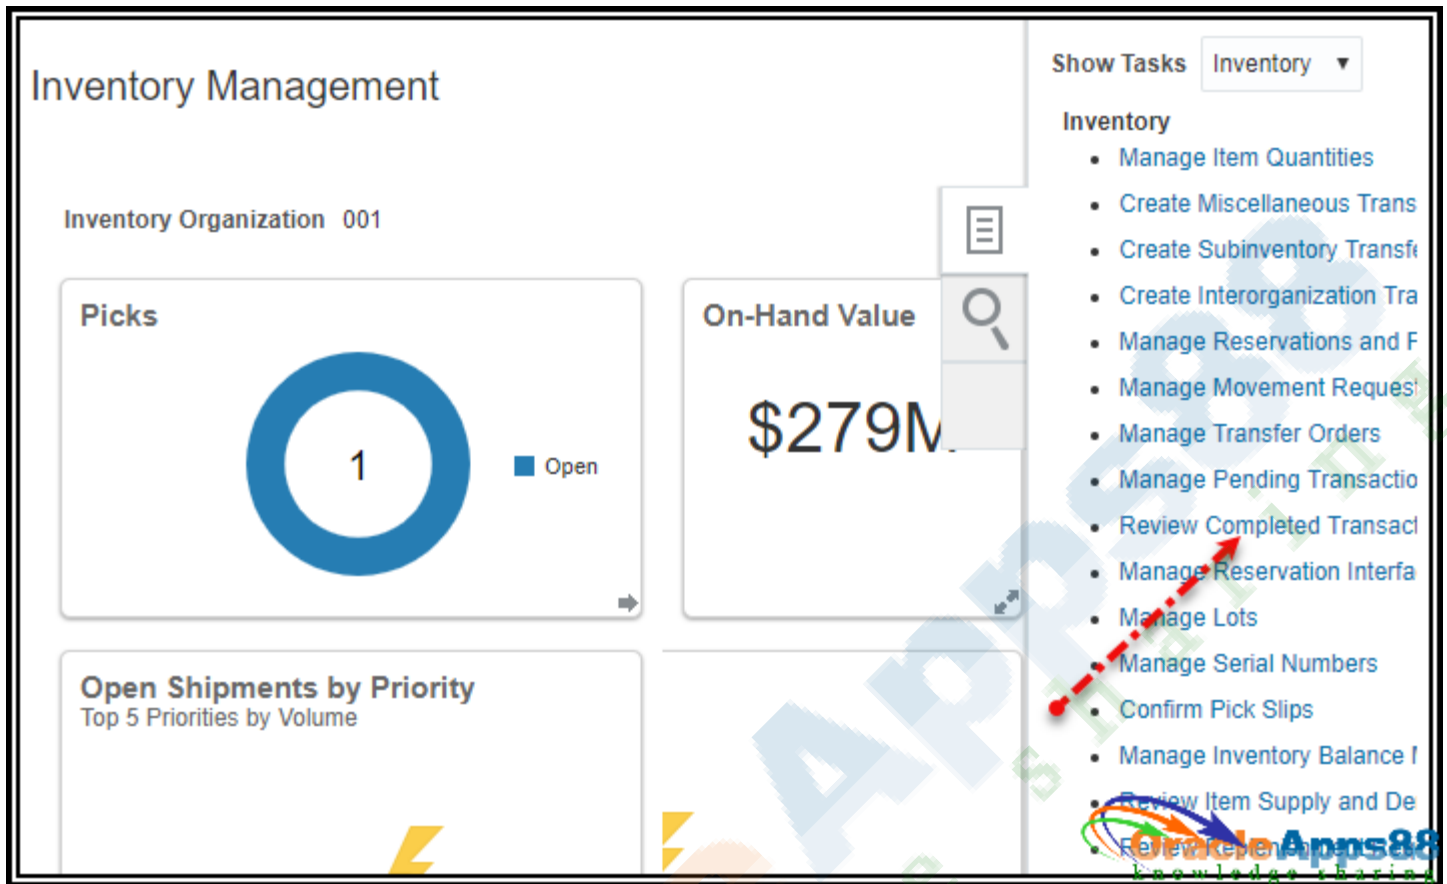 Inventory Management
Inventory Organization 001
Picks
1
Open
On-Hand Value
$279M
Open Shipments by Priority
Top 5 Priorities by Volume
Show Tasks Inventory
Inventory
Manage Item Quantities
Create Miscellaneous Trans
Create Subinventory Transfe
Create Interorganization Tra
Manage Reservations and
Manage Movement Request
Manage Transfer Orders
Manage Pending Transactio
Review Completed Transact
Manage Reservation Interfa
Manage Lots
Manage Serial Numbers
Confirm Pick Slips
Manage Inventory Balance
Review Item Supply and De
Review
OracleApps88
knowledge sharing